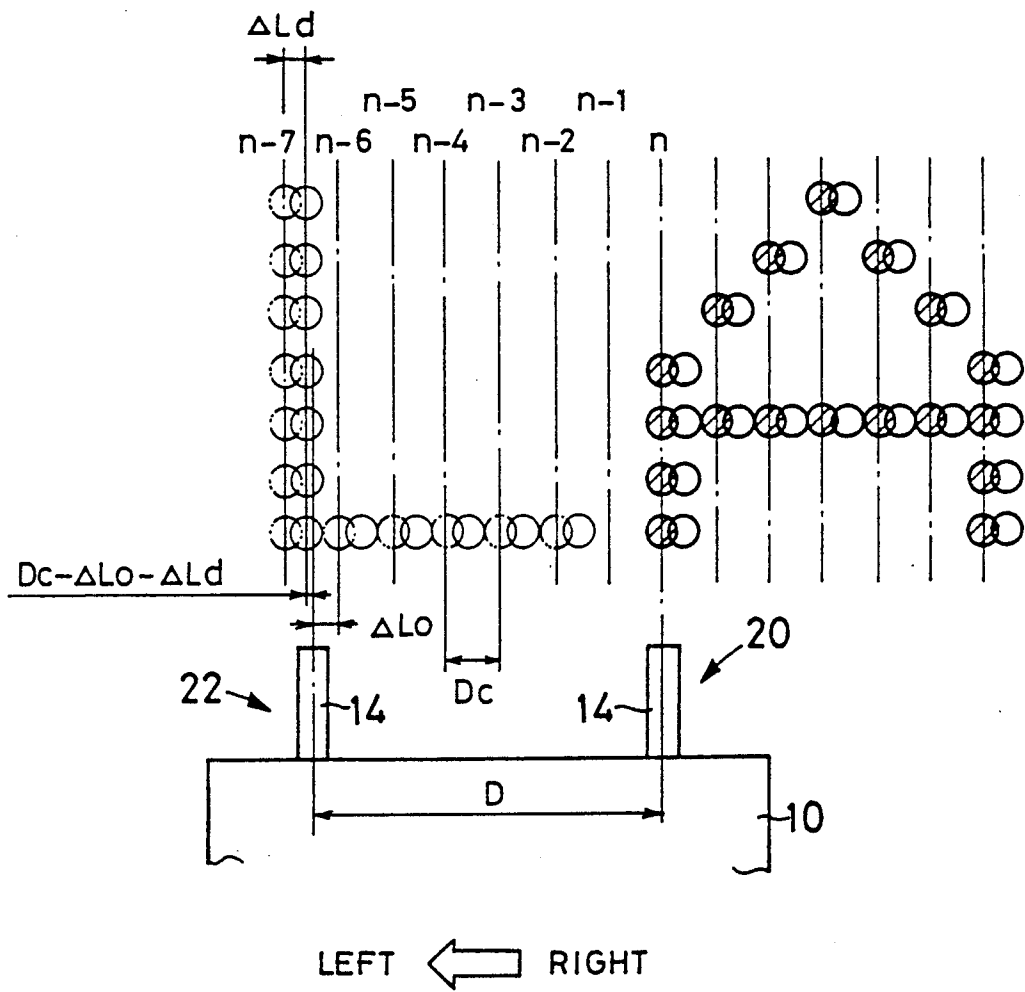 ΔLd
n-5 n-3 n-1
n-7 n-6 n-4 n-2 n
Dc-ΔLo-ΔLd
ΔLo
20
22
14
Dc
14
D
10
LEFT RIGHT